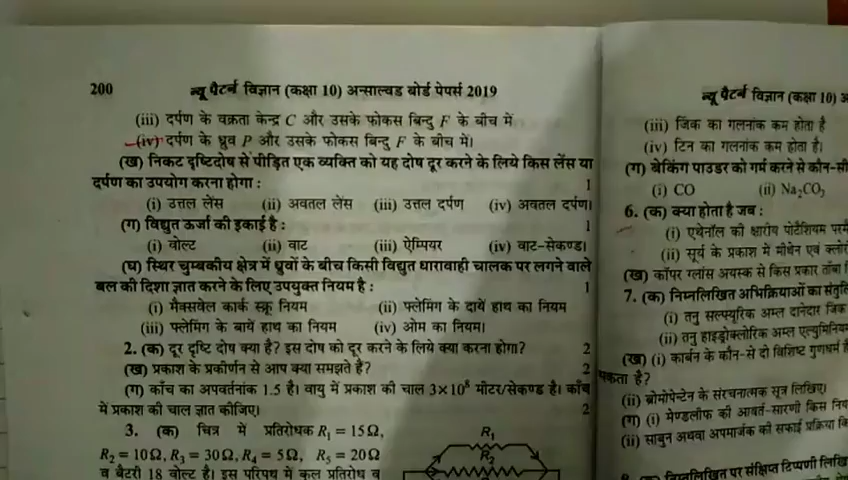 200 न्यू पैटर्न विज्ञान (कक्षा 10) अन्साल्वड बोर्ड पेपर्स 2019
(iii) दर्पण के वक्रता केन्द्र C और उसके फोकस बिन्दु F के बीच में
(iv) दर्पण के ध्रुव P और उसके फोकस बिन्दु F के बीच में।
(ख) निकट दृष्टिदोष से पीड़ित एक व्यक्ति को यह दोष दूर करने के लिये किस लेंस या
दर्पण का उपयोग करना होगा : 1
(i) उत्तल लेंस (ii) अवतल लेंस (iii) उत्तल दर्पण (iv) अवतल दर्पण।
(ग) विद्युत ऊर्जा की इकाई है : 1
(i) वोल्ट (ii) वाट (iii) ऐम्पियर (iv) वाट-सेकण्ड।
(घ) स्थिर चुम्बकीय क्षेत्र में ध्रुवों के बीच किसी विद्युत धारावाही चालक पर लगने वाले
बल की दिशा ज्ञात करने के लिए उपयुक्त नियम है : 1
(i) मैक्सवेल कार्क स्क्रू नियम (ii) फ्लेमिंग के दायें हाथ का नियम
(iii) फ्लेमिंग के बायें हाथ का नियम (iv) ओम का नियम।
2. (क) दूर दृष्टि दोष क्या है? इस दोष को दूर करने के लिये क्या करना होगा? 2
(ख) प्रकाश के प्रकीर्णन से आप क्या समझते हैं? 2
(ग) काँच का अपवर्तनांक 1.5 है। वायु में प्रकाश की चाल 3×10⁸ मीटर/सेकण्ड है। काँच
में प्रकाश की चाल ज्ञात कीजिए। 2
3. (क) चित्र में प्रतिरोधक R₁ = 15Ω,
R₂ = 10Ω, R₃ = 30Ω, R₄ = 5Ω, R₅ = 20Ω
व बैटरी 18 वोल्ट है। इस परिपथ में कुल प्रतिरोध व
R₁
R₂
न्यू पैटर्न विज्ञान (कक्षा 10)
(iii) जिंक का गलनांक कम होता है
(iv) टिन का गलनांक कम होता है।
(ग) बेकिंग पाउडर को गर्म करने से कौन-सी
(i) CO (ii) Na₂CO₃
6. (क) क्या होता है जब :
(i) एथेनॉल की क्षारीय पोटैशियम
(ii) सूर्य के प्रकाश में मीथेन एवं
(ख) कॉपर ग्लांस अयस्क से किस प्रकार ताँबा
7. (क) निम्नलिखित अभिक्रियाओं का
(i) तनु सल्फ्यूरिक अम्ल दानेदार जिंक
(ii) तनु हाइड्रोक्लोरिक अम्ल
(ख) (i) कार्बन के कौन-से दो विशिष्ट गुणधर्म
है?
(ii) ब्रोमोपेन्टेन के संरचनात्मक सूत्र लिखिए।
(ग) (i) मेण्डलीफ की आवर्त-सारणी किस
(ii) साबुन अथवा अपमार्जक की सफाई प्रक्रिया
निम्नलिखित पर संक्षिप्त टिप्पणी